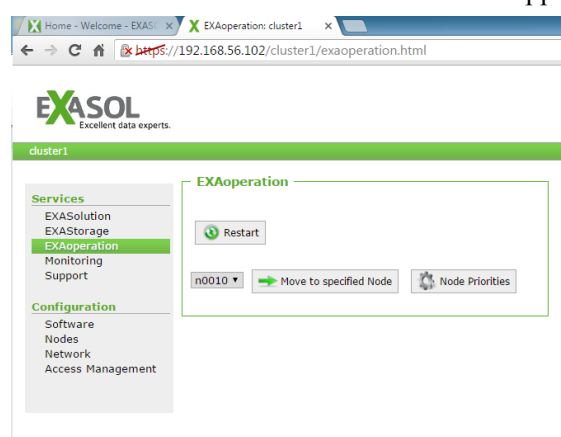 Home - Welcome - EXASO
EXAoperation: cluster1
https://192.168.56.102/cluster1/exaoperation.html
EXASOL
Excellent data experts.
cluster1
Services
EXASolution
EXAStorage
EXAoperation
Monitoring
Support
Configuration
Software
Nodes
Network
Access Management
EXAoperation
Restart
n0010
Move to specified Node
Node Priorities